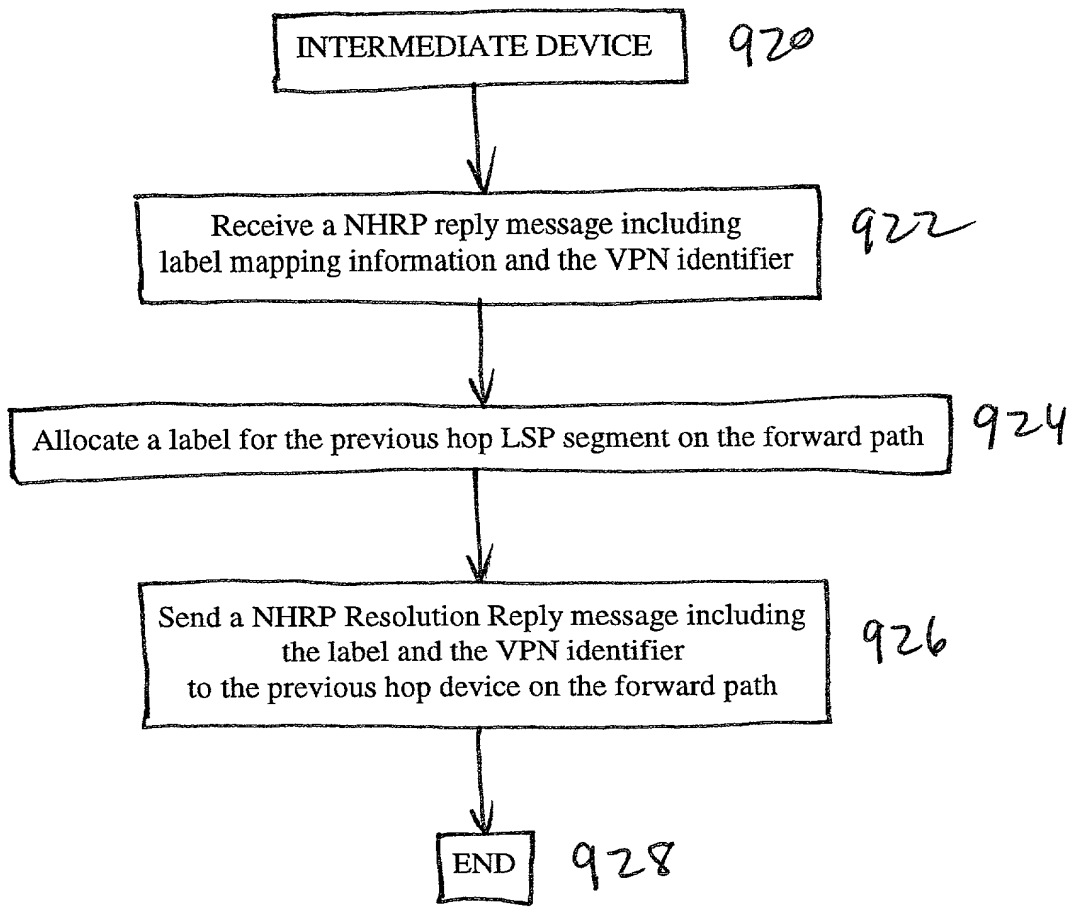 INTERMEDIATE DEVICE 920
Receive a NHRP reply message including
label mapping information and the VPN identifier
922
Allocate a label for the previous hop LSP segment on the forward path 924
Send a NHRP Resolution Reply message including
the label and the VPN identifier
to the previous hop device on the forward path
926
END 928